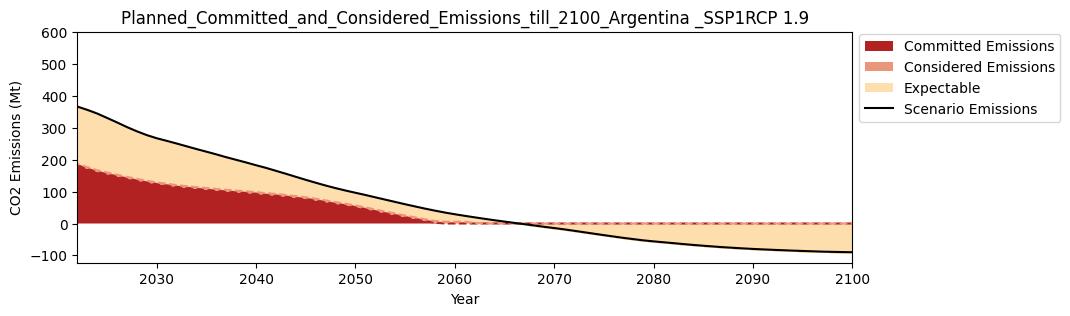 Planned_Committed_and_Considered_Emissions_till_2100_Argentina _SSP1RCP 1.9
CO2 Emissions (Mt)
600
500
400
300
200
100
0
−100
2030
2040
2050
2060
2070
2080
2090
2100
Year
Committed Emissions
Considered Emissions
Expectable
Scenario Emissions